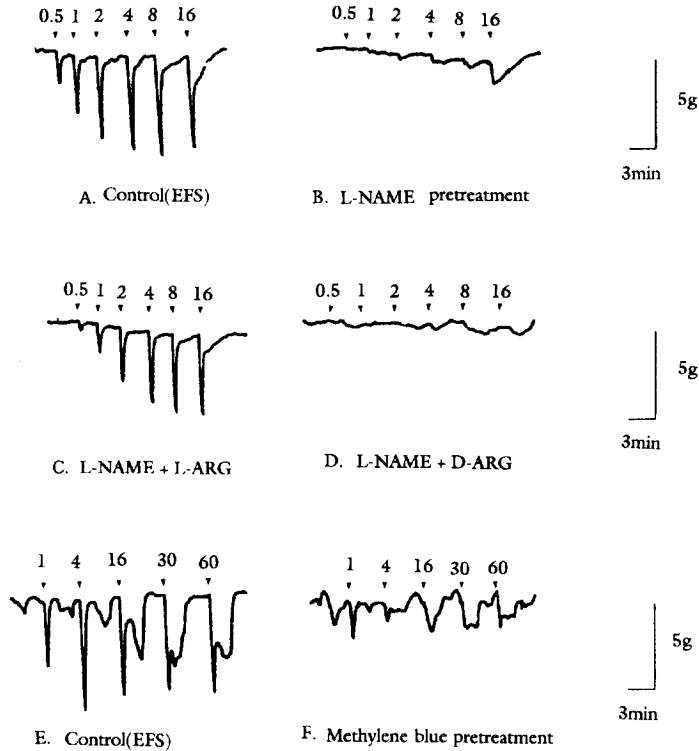 0.5 1 2 4 8 16
0.5 1 2 4 8 16
5g
3min
A. Control(EFS)
B. L-NAME pretreatment
0.5 1 2 4 8 16
0.5 1 2 4 8 16
5g
3min
C. L-NAME + L-ARG
D. L-NAME + D-ARG
1 4 16 30 60
1 4 16 30 60
5g
3min
E. Control(EFS)
F. Methylene blue pretreatment